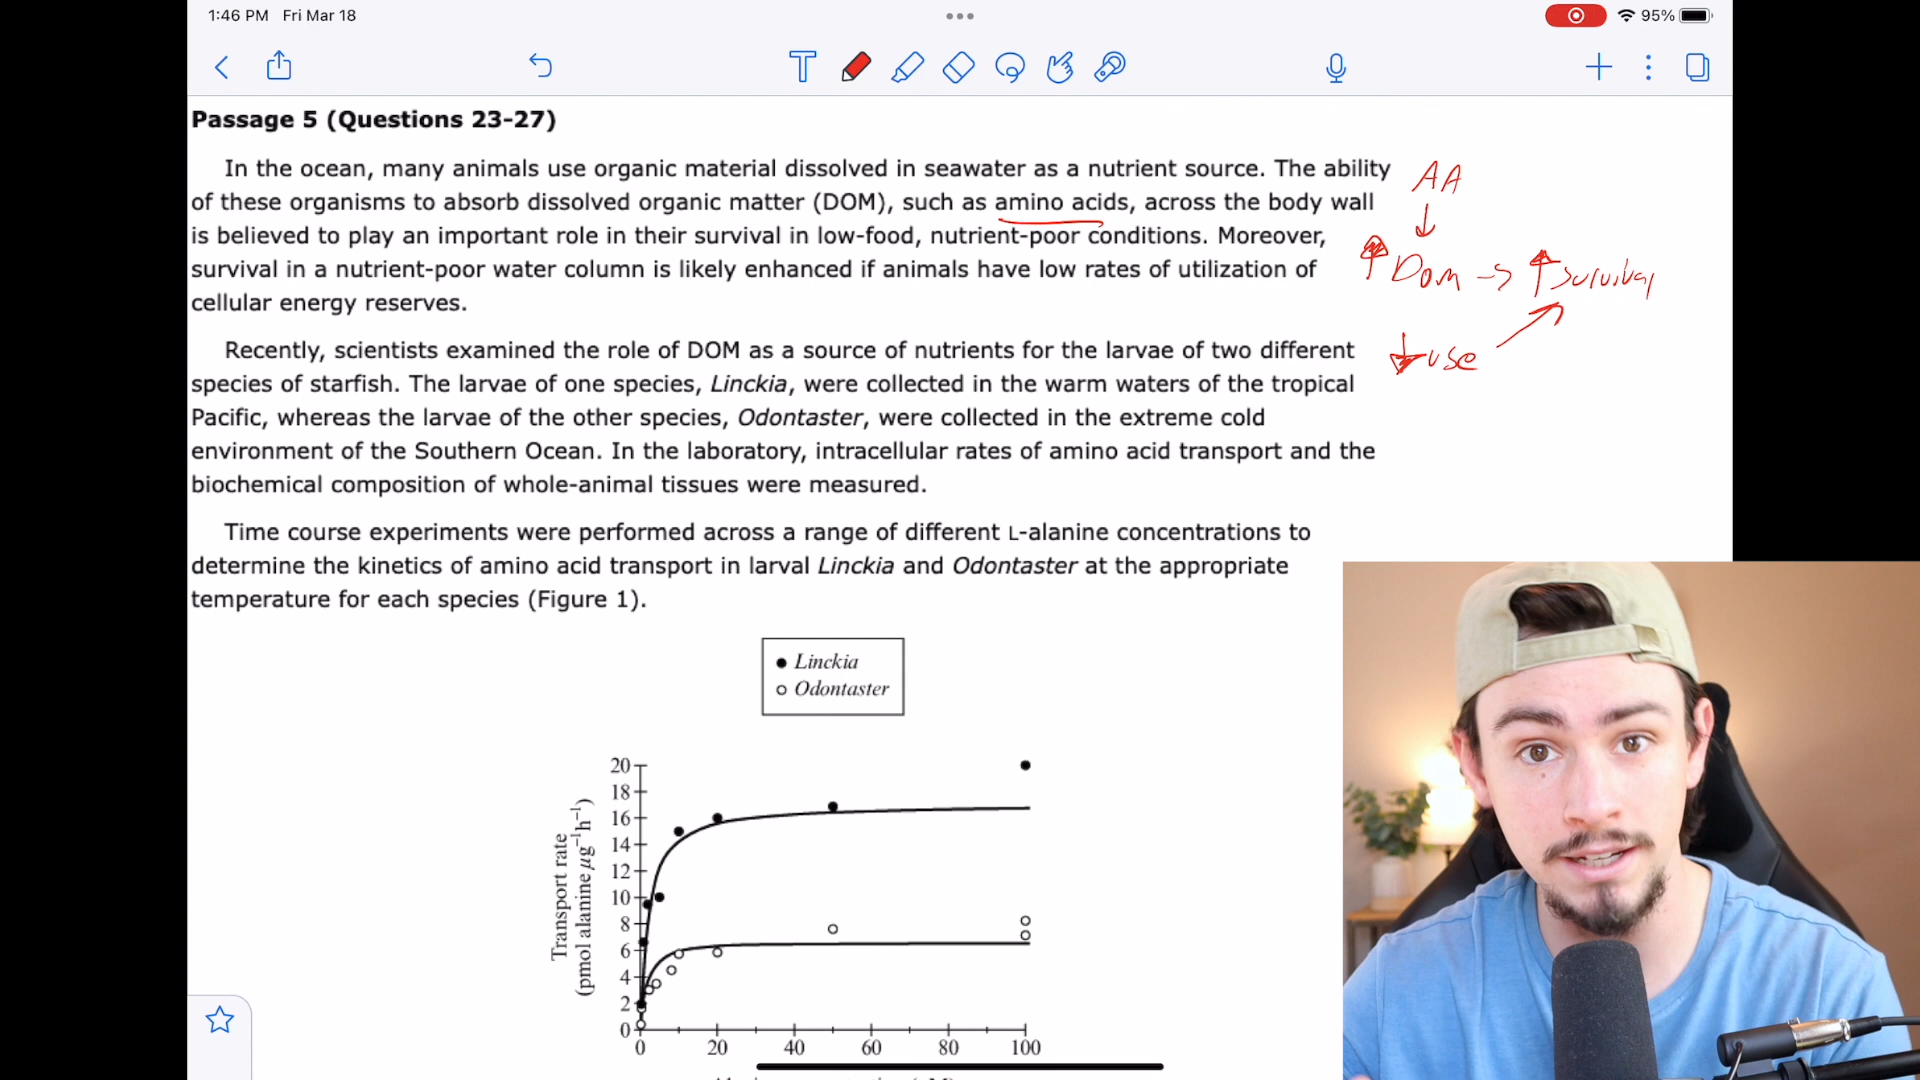 1:46 PM Fri Mar 18
95%
Passage 5 (Questions 23-27)
In the ocean, many animals use organic material dissolved in seawater as a nutrient source. The ability
of these organisms to absorb dissolved organic matter (DOM), such as amino acids, across the body wall
is believed to play an important role in their survival in low-food, nutrient-poor conditions. Moreover,
survival in a nutrient-poor water column is likely enhanced if animals have low rates of utilization of
cellular energy reserves.
AA
↓
↑ Dom -> ↑ survival
↓ use
Recently, scientists examined the role of DOM as a source of nutrients for the larvae of two different
species of starfish. The larvae of one species, Linckia, were collected in the warm waters of the tropical
Pacific, whereas the larvae of the other species, Odontaster, were collected in the extreme cold
environment of the Southern Ocean. In the laboratory, intracellular rates of amino acid transport and the
biochemical composition of whole-animal tissues were measured.
Time course experiments were performed across a range of different L-alanine concentrations to
determine the kinetics of amino acid transport in larval Linckia and Odontaster at the appropriate
temperature for each species (Figure 1).
Linckia
Odontaster
Transport rate
(pmol alanine μg⁻¹h⁻¹)
20
18
16
14
12
10
8
6
4
2
0
0 20 40 60 80 100